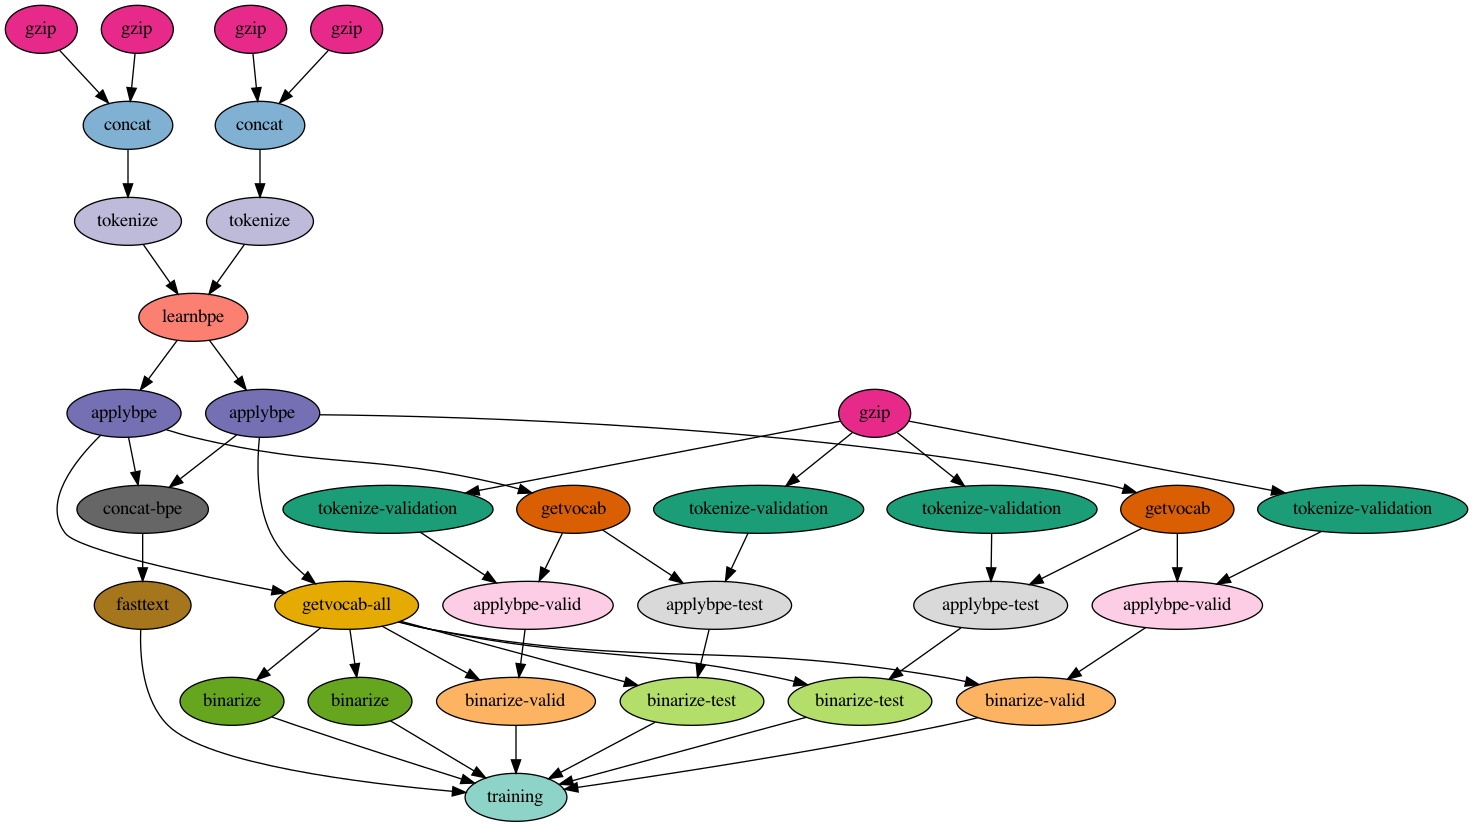 gzip
gzip
gzip
gzip
concat
concat
tokenize
tokenize
learnbpe
applybpe
applybpe
gzip
concat-bpe
tokenize-validation
getvocab
tokenize-validation
tokenize-validation
getvocab
tokenize-validation
fasttext
getvocab-all
applybpe-valid
applybpe-test
applybpe-test
applybpe-valid
binarize
binarize
binarize-valid
binarize-test
binarize-test
binarize-valid
training